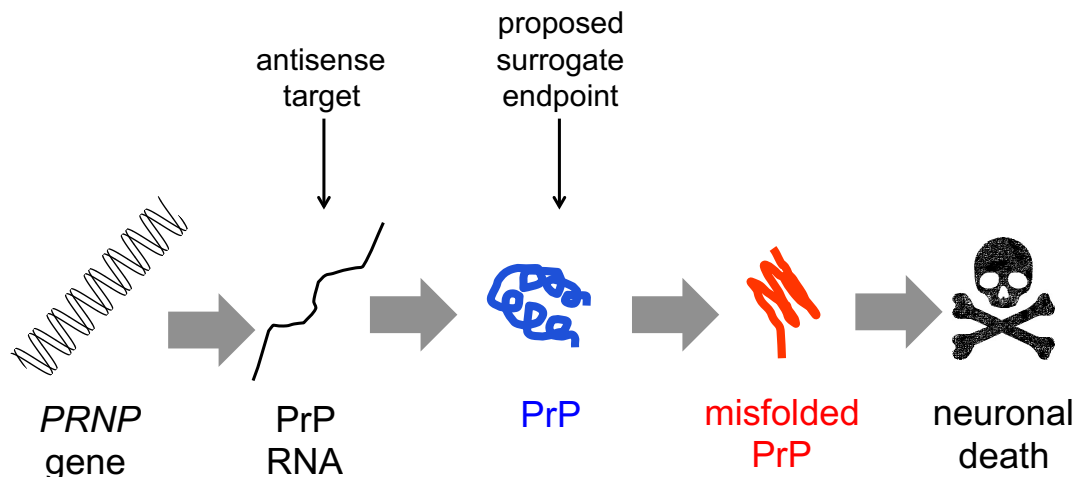 antisense
target
proposed
surrogate
endpoint
PRNP
gene
PrP
RNA
PrP
misfolded
PrP
neuronal
death